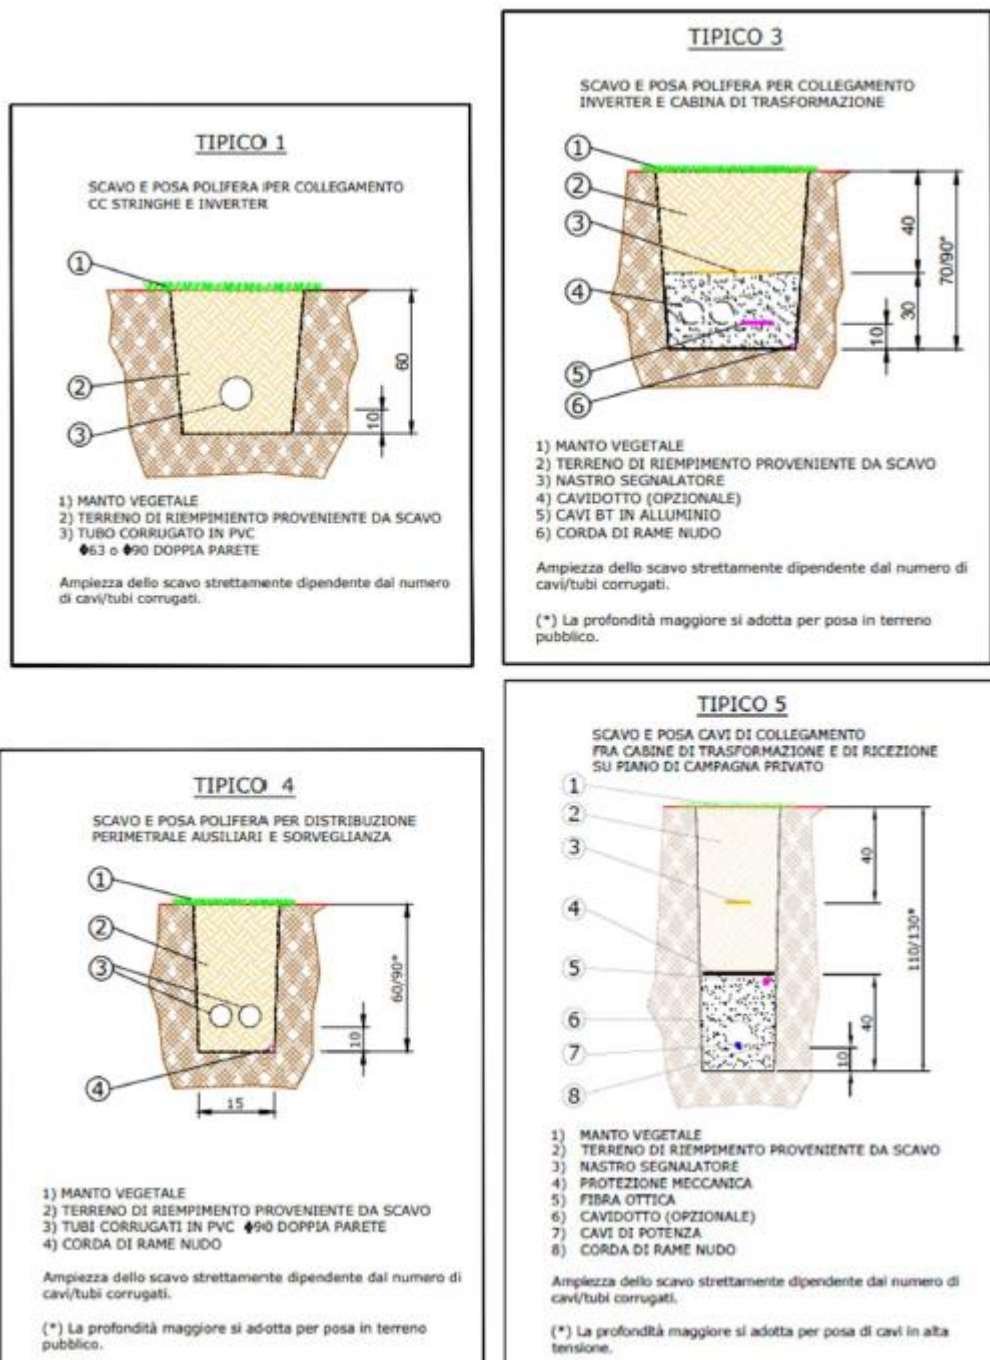 TIPICO 1
SCAVO E POSA POLIFERA PER COLLEGAMENTO
CC STRINGHE E INVERTER
1
2
3
60
10
1) MANTO VEGETALE
2) TERRENO DI RIEMPIMIENTO PROVENIENTE DA SCAVO
3) TUBO CORRUGATO IN PVC
Φ63 o Φ90 DOPPIA PARETE
Ampiezza dello scavo strettamente dipendente dal numero
di cavi/tubi corrugati.
TIPICO 3
SCAVO E POSA POLIFERA PER COLLEGAMENTO
INVERTER E CABINA DI TRASFORMAZIONE
1
2
3
4
5
6
40
30
10
70/90*
1) MANTO VEGETALE
2) TERRENO DI RIEMPIMENTO PROVENIENTE DA SCAVO
3) NASTRO SEGNALATORE
4) CAVIDOTTO (OPZIONALE)
5) CAVI BT IN ALLUMINIO
6) CORDA DI RAME NUDO
Ampiezza dello scavo strettamente dipendente dal numero di
cavi/tubi corrugati.
(*) La profondità maggiore si adotta per posa in terreno
pubblico.
TIPICO 4
SCAVO E POSA POLIFERA PER DISTRIBUZIONE
PERIMETRALE AUSILIARI E SORVEGLIANZA
1
2
3
4
60/90*
10
15
1) MANTO VEGETALE
2) TERRENO DI RIEMPIMENTO PROVENIENTE DA SCAVO
3) TUBI CORRUGATI IN PVC Φ90 DOPPIA PARETE
4) CORDA DI RAME NUDO
Ampiezza dello scavo strettamente dipendente dal numero di
cavi/tubi corrugati.
(*) La profondità maggiore si adotta per posa in terreno
pubblico.
TIPICO 5
SCAVO E POSA CAVI DI COLLEGAMENTO
FRA CABINE DI TRASFORMAZIONE E DI RICEZIONE
SU PIANO DI CAMPAGNA PRIVATO
1
2
3
4
5
6
7
8
40
40
10
110/130*
1) MANTO VEGETALE
2) TERRENO DI RIEMPIMENTO PROVENIENTE DA SCAVO
3) NASTRO SEGNALATORE
4) PROTEZIONE MECCANICA
5) FIBRA OTTICA
6) CAVIDOTTO (OPZIONALE)
7) CAVI DI POTENZA
8) CORDA DI RAME NUDO
Ampiezza dello scavo strettamente dipendente dal numero di
cavi/tubi corrugati.
(*) La profondità maggiore si adotta per posa di cavi in alta
tensione.